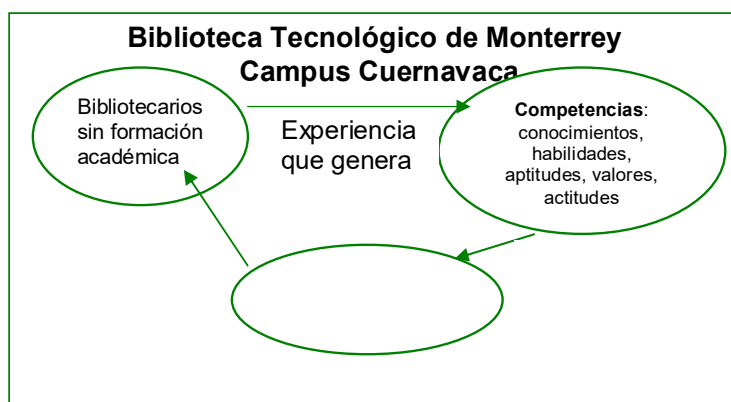 Biblioteca Tecnológico de Monterrey
Campus Cuernavaca
Bibliotecarios
sin formación
académica
Experiencia
que genera
Competencias:
conocimientos,
habilidades,
aptitudes, valores,
actitudes